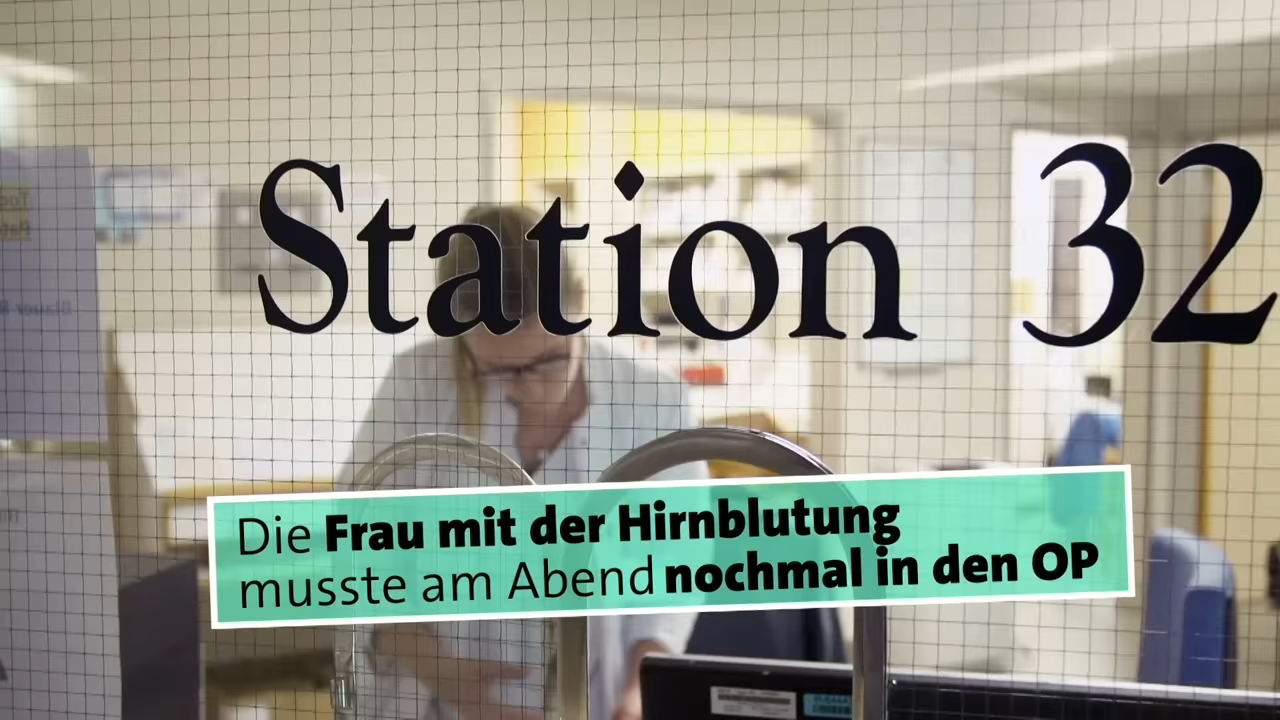 Station 32
Die Frau mit der Hirnblutung
musste am Abend nochmal in den OP